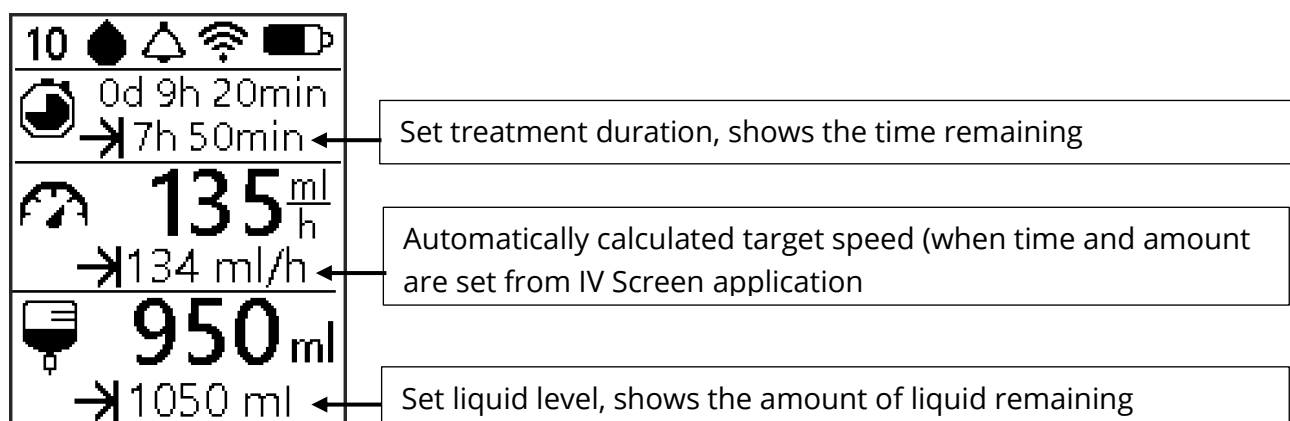 10
0d 9h 20min
7h 50min
Set treatment duration, shows the time remaining
135 ml/h
134 ml/h
Automatically calculated target speed (when time and amount
are set from IV Screen application
950 ml
1050 ml
Set liquid level, shows the amount of liquid remaining